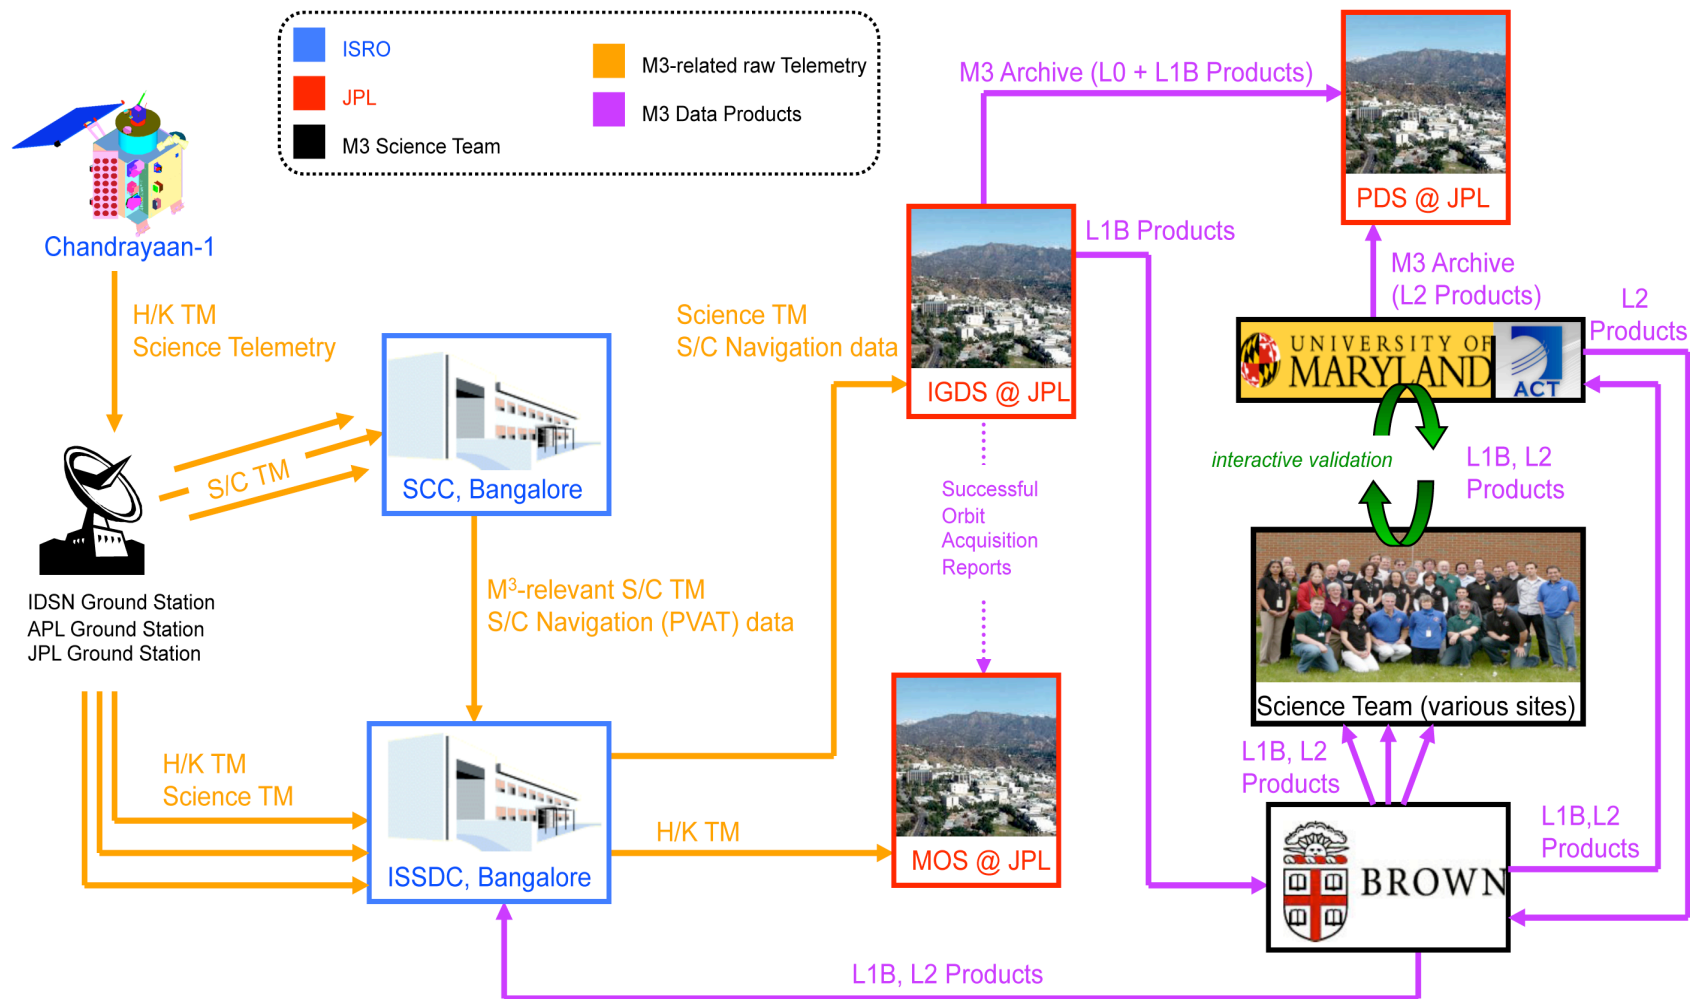 ISRO
JPL
M3 Science Team
M3-related raw Telemetry
M3 Data Products
Chandrayaan-1
H/K TM
Science Telemetry
S/C TM
IDSN Ground Station
APL Ground Station
JPL Ground Station
SCC, Bangalore
M³-relevant S/C TM
S/C Navigation (PVAT) data
H/K TM
Science TM
ISSDC, Bangalore
Science TM
S/C Navigation data
H/K TM
IGDS @ JPL
Successful
Orbit
Acquisition
Reports
MOS @ JPL
M3 Archive (L0 + L1B Products)
L1B Products
PDS @ JPL
M3 Archive
(L2 Products)
L2
Products
UNIVERSITY OF
MARYLAND
ACT
interactive validation
L1B, L2
Products
Science Team (various sites)
L1B, L2
Products
L1B,L2
Products
BROWN
L1B, L2 Products